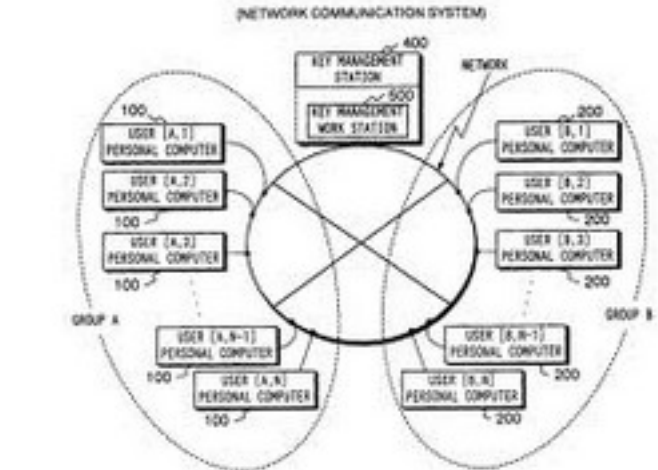 (NETWORK COMMUNICATION SYSTEM)
400
KEY MANAGEMENT
STATION
500
KEY MANAGEMENT
WORK STATION
NETWORK
100
USER [A,1]
PERSONAL COMPUTER
USER [A,2]
PERSONAL COMPUTER
100
USER [A,3]
PERSONAL COMPUTER
100
GROUP A
USER [A,N-1]
PERSONAL COMPUTER
100
USER [A,N]
PERSONAL COMPUTER
100
200
USER [B,1]
PERSONAL COMPUTER
USER [B,2]
PERSONAL COMPUTER
200
USER [B,3]
PERSONAL COMPUTER
200
GROUP B
USER [B,N-1]
PERSONAL COMPUTER
200
USER [B,N]
PERSONAL COMPUTER
200